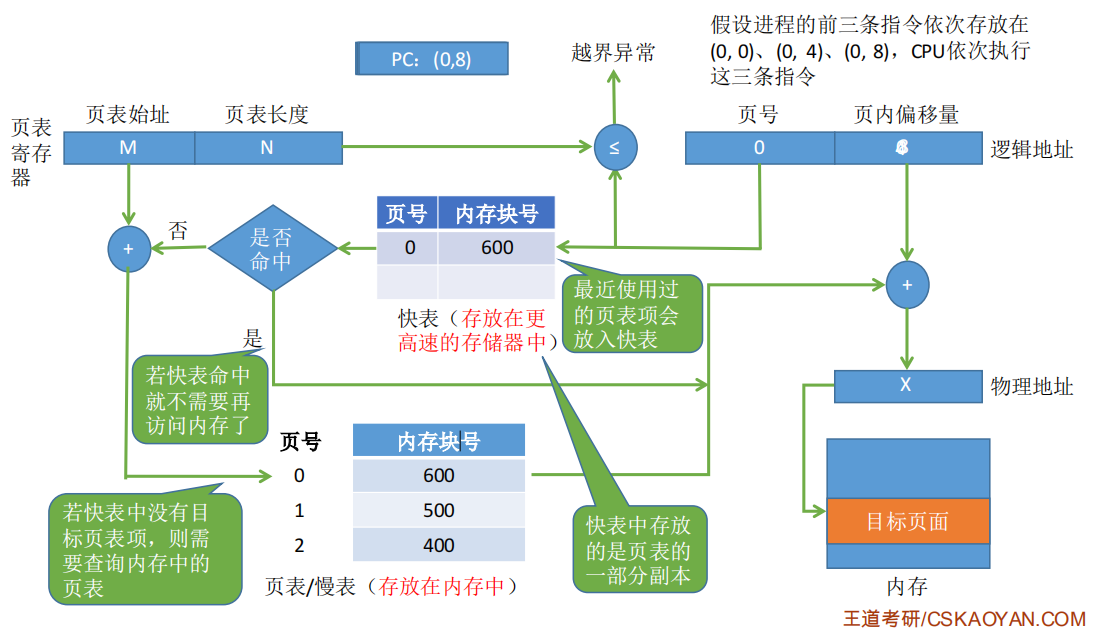 PC：(0,8)
越界异常
假设进程的前三条指令依次存放在
(0, 0)、(0, 4)、(0, 8)，CPU依次执行
这三条指令
页表始址
页表长度
页号
页内偏移量
页表
寄存
器
M
N
≤
0
逻辑地址
页号
内存块号
0
600
是否
命中
否
+
+
最近使用过
的页表项会
放入快表
快表（存放在更
高速的存储器中）
是
若快表命中
就不需要再
访问内存了
X
物理地址
页号
内存块号
0
600
1
500
2
400
页表/慢表（存放在内存中）
若快表中没有目
标页表项，则需
要查询内存中的
页表
快表中存放
的是页表的
一部分副本
目标页面
内存
王道考研/CSKAOYAN.COM